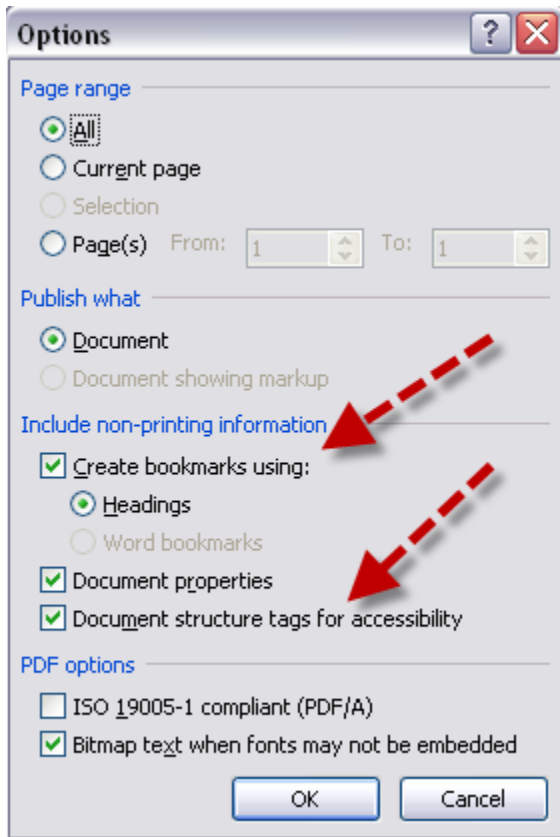 Options
Page range
All
Current page
Selection
Page(s) From: 1 To: 1
Publish what
Document
Document showing markup
Include non-printing information
Create bookmarks using:
Headings
Word bookmarks
Document properties
Document structure tags for accessibility
PDF options
ISO 19005-1 compliant (PDF/A)
Bitmap text when fonts may not be embedded
OK Cancel